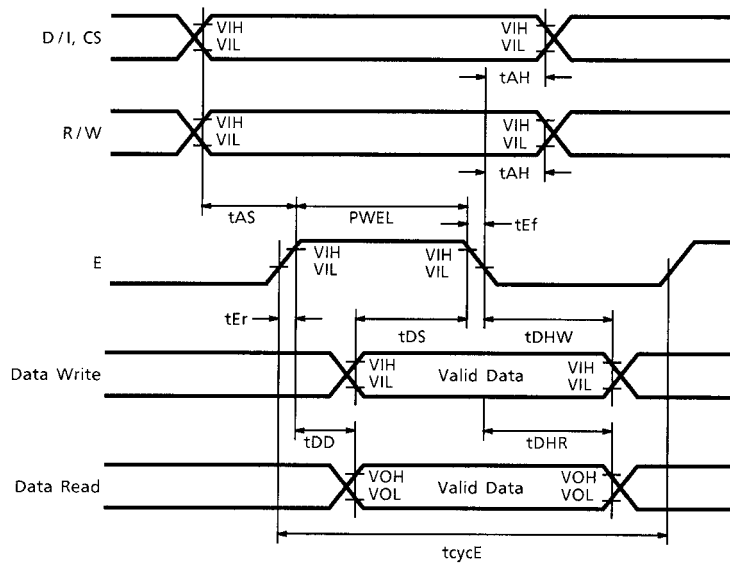 D/I, CS
VIH
VIL
VIH
VIL
tAH
R/W
VIH
VIL
VIH
VIL
tAH
tAS
PWEL
tEf
E
VIH
VIL
VIH
VIL
tEr
tDS
tDHW
Data Write
VIH
VIL
Valid Data
VIH
VIL
tDD
tDHR
Data Read
VOH
VOL
Valid Data
VOH
VOL
tcycE